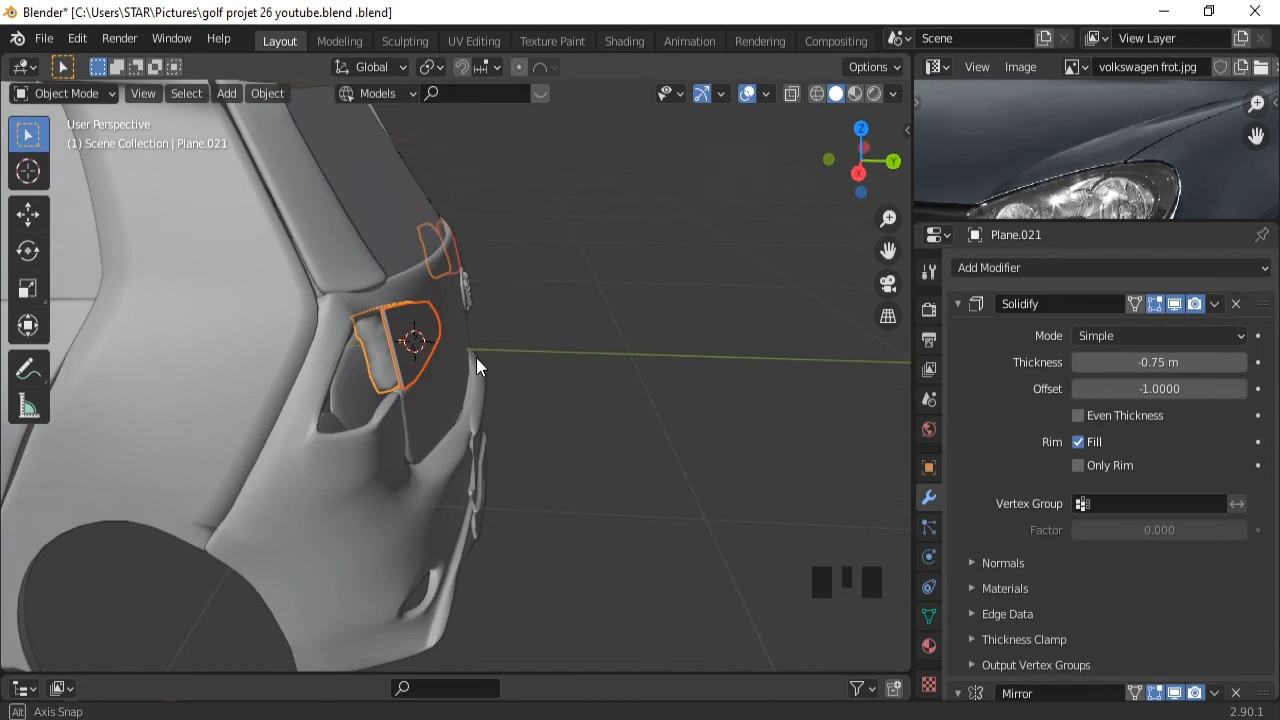 Blender* [C:\Users\STAR\Pictures\golf projet 26 youtube.blend .blend]
File Edit Render Window Help
Layout Modeling Sculpting UV Editing Texture Paint Shading Animation Rendering Compositing
Scene
View Layer
Global
Options
View Image
volkswagen frot.jpg
Object Mode
View Select Add Object
Models
User Perspective
(1) Scene Collection | Plane.021
Z
Y
X
Plane.021
Add Modifier
Solidify
Mode Simple
Thickness -0.75 m
Offset -1.0000
Even Thickness
Rim Fill
Only Rim
Vertex Group
Factor 0.000
Normals
Materials
Edge Data
Thickness Clamp
Output Vertex Groups
Mirror
Alt Axis Snap
2.90.1